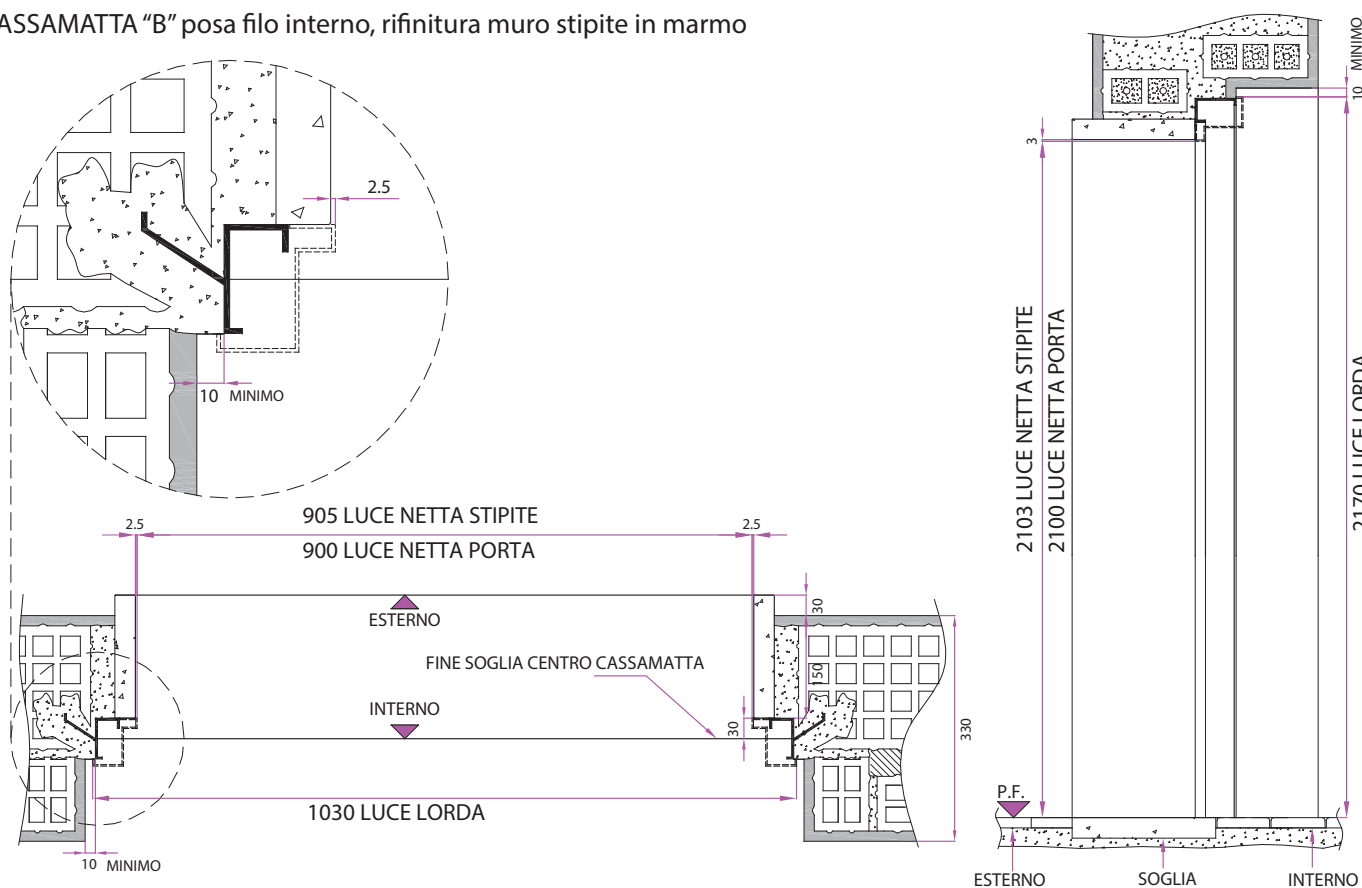 ASSAMATTA “B” posa filo interno, rifinitura muro stipite in marmo
2.5
10 MINIMO
905 LUCE NETTA STIPITE
2.5
2.5
900 LUCE NETTA PORTA
ESTERNO
30
FINE SOGLIA CENTRO CASSAMATTA
150
INTERNO
30
330
1030 LUCE LORDA
10 MINIMO
10 MINIMO
3
2103 LUCE NETTA STIPITE
2100 LUCE NETTA PORTA
2170 LUCE LORDA
P.F.
ESTERNO
SOGLIA
INTERNO